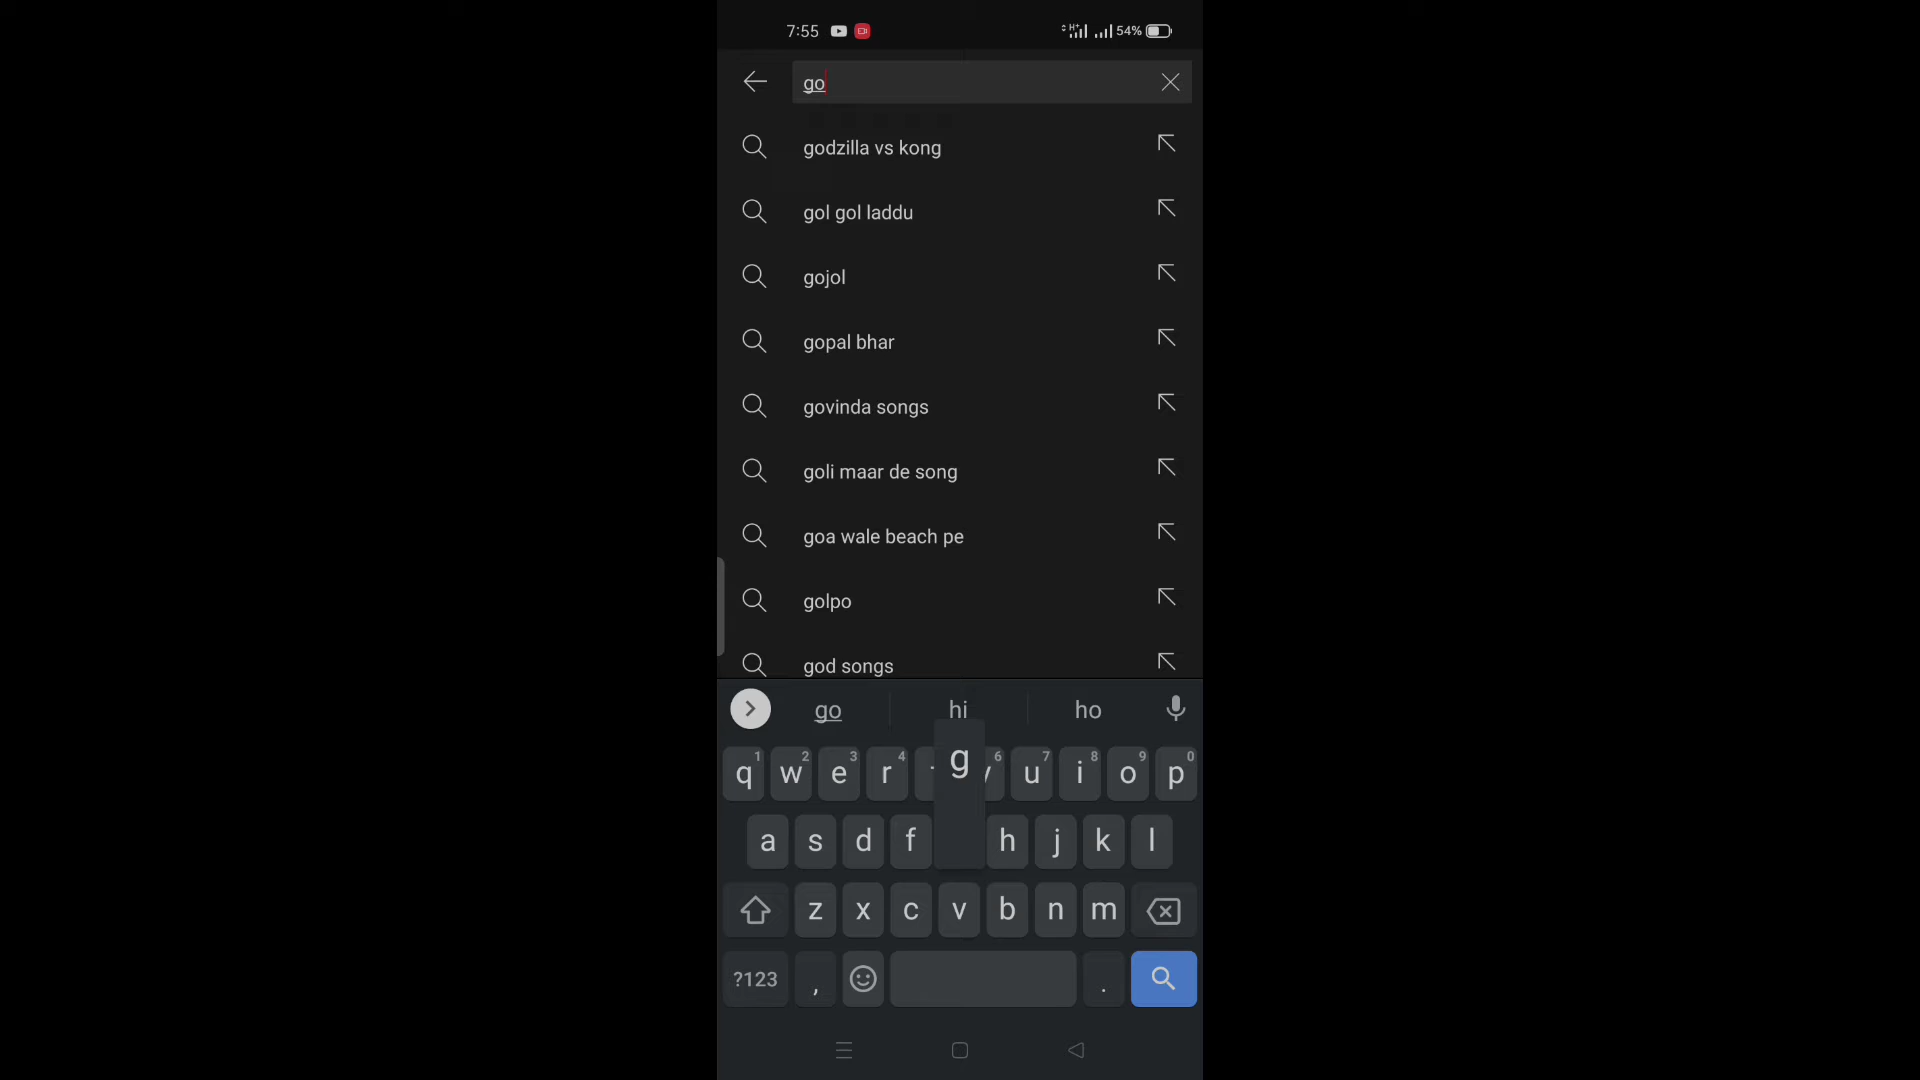 7:55 H+ 54%
go
godzilla vs kong
gol gol laddu
gojol
gopal bhar
govinda songs
goli maar de song
goa wale beach pe
golpo
god songs
go hi ho
g
q1 w2 e3 r4 6 u7 i8 o9 p0
a s d f h j k l
z x c v b n m
?123 , .